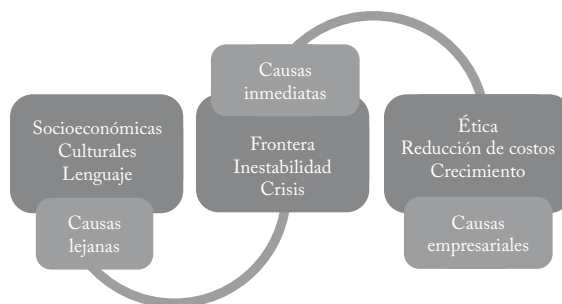 Socioeconómicas
Culturales
Lenguaje
Causas
lejanas
Causas
inmediatas
Frontera
Inestabilidad
Crisis
Ética
Reducción de costos
Crecimiento
Causas
empresariales